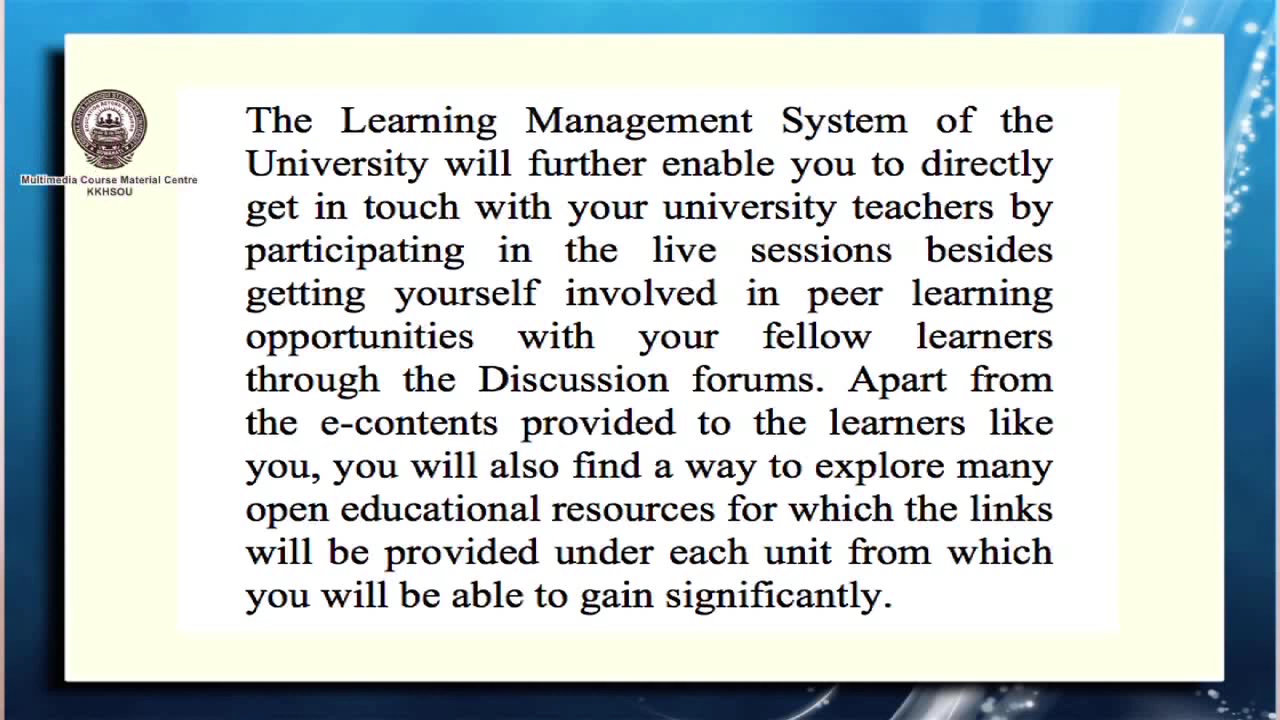 Multimedia Course Material Centre
KKHSOU
The Learning Management System of the
University will further enable you to directly
get in touch with your university teachers by
participating in the live sessions besides
getting yourself involved in peer learning
opportunities with your fellow learners
through the Discussion forums. Apart from
the e-contents provided to the learners like
you, you will also find a way to explore many
open educational resources for which the links
will be provided under each unit from which
you will be able to gain significantly.